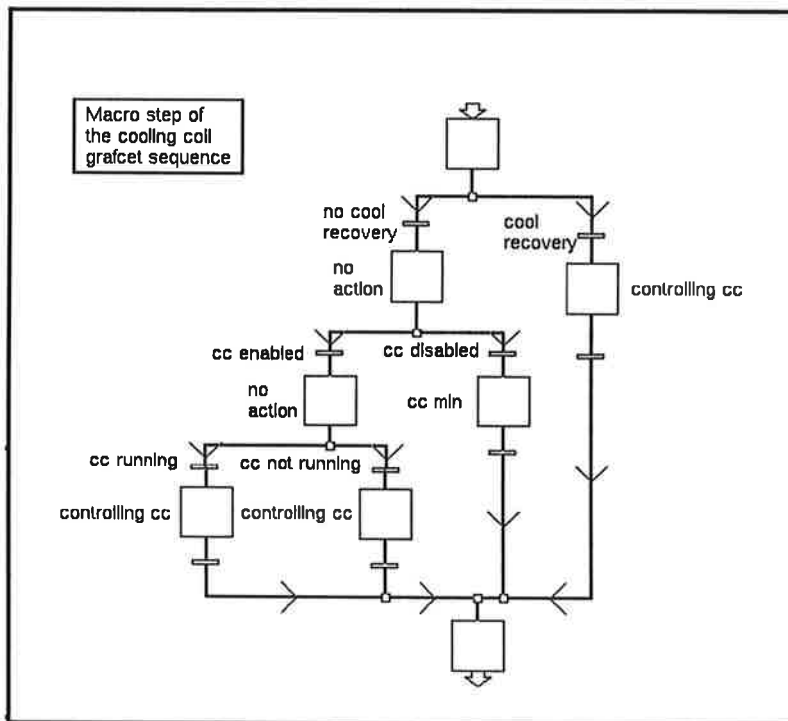 Macro step of
the cooling coil
grafcet sequence
no cool
recovery
cool
recovery
no
action
controlling cc
cc enabled
cc disabled
no
action
cc min
cc running
cc not running
controlling cc
controlling cc